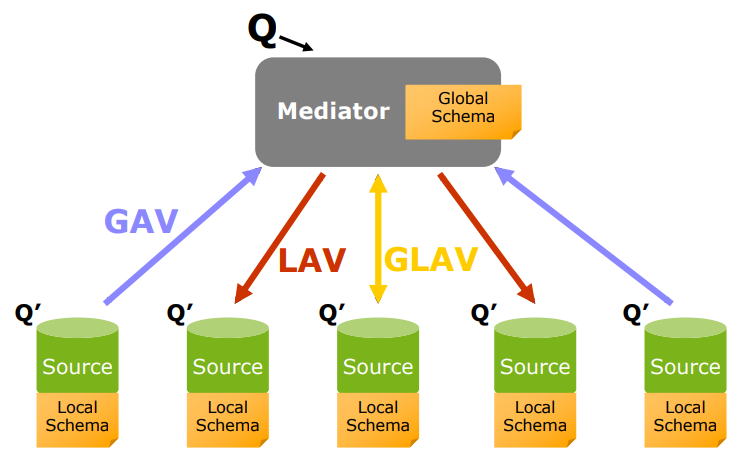 Q
Mediator
Global
Schema
GAV
LAV
GLAV
Q’
Q’
Q’
Q’
Q’
Source
Source
Source
Source
Source
Local
Schema
Local
Schema
Local
Schema
Local
Schema
Local
Schema